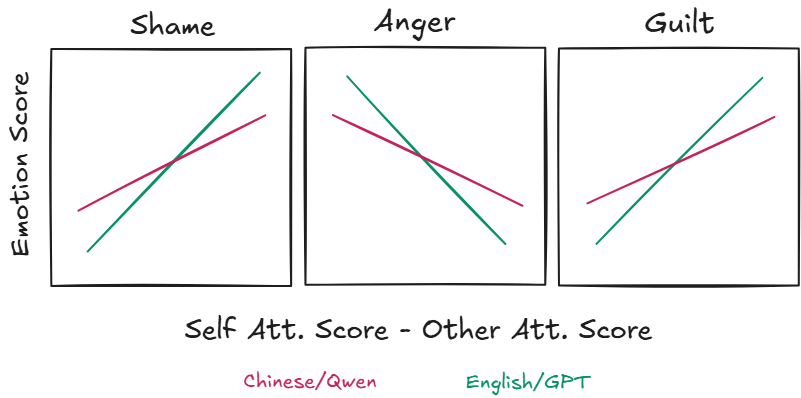 Shame
Anger
Guilt
Emotion Score
Self Att. Score - Other Att. Score
Chinese/Qwen
English/GPT